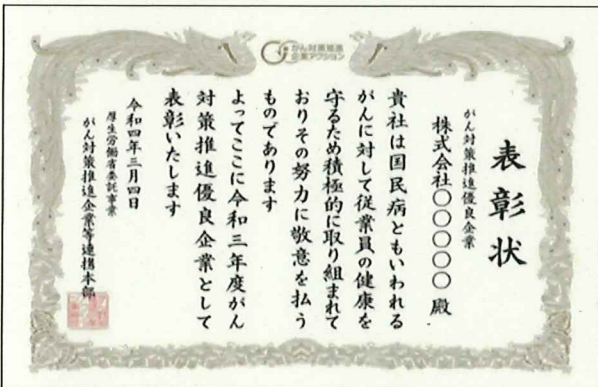 がん対策推進
企業アクション
表彰状
がん対策推進優良企業
株式会社〇〇〇〇〇 殿
貴社は国民病ともいわれる
がんに対して従業員の健康を
守るため積極的に取り組まれて
おりその努力に敬意を払う
ものであります
よってここに令和三年度がん
対策推進優良企業として
表彰いたします
令和四年三月四日
厚生労働省委託事業
がん対策推進企業等連携本部